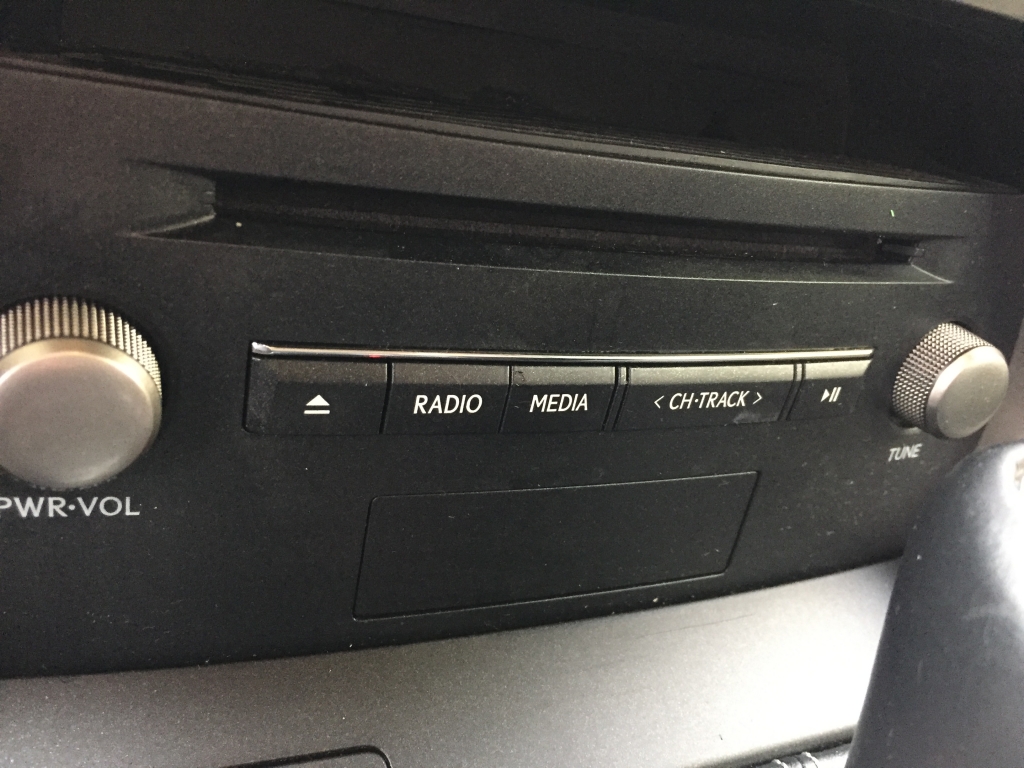 RADIO
MEDIA
< CH·TRACK >
PWR·VOL
TUNE